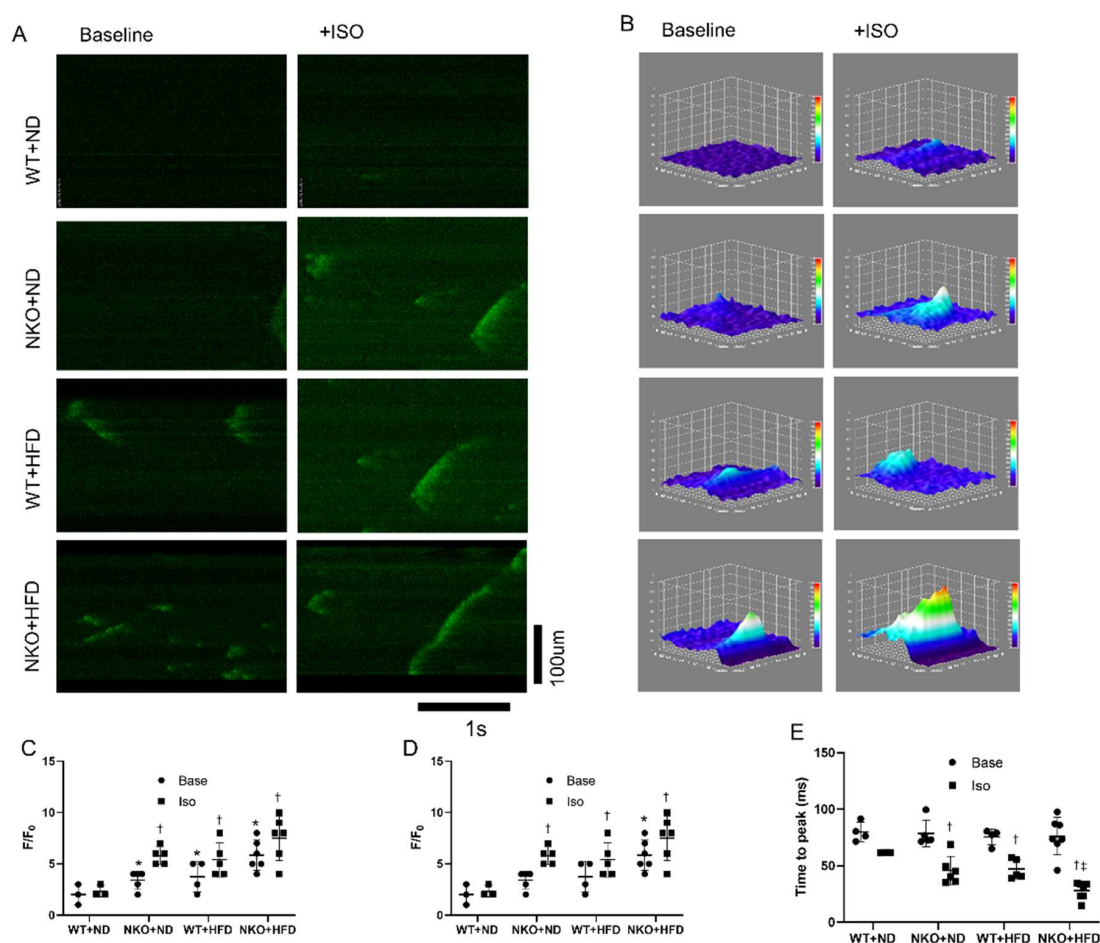 A
Baseline
+ISO
WT+ND
NKO+ND
WT+HFD
NKO+HFD
100um
1s
B
Baseline
+ISO
C
15
10
5
0
F/F0
Base
Iso
*
†
*
†
*
†
WT+ND
NKO+ND
WT+HFD
NKO+HFD
D
15
10
5
0
F/F0
Base
Iso
†
†
*
†
WT+ND
NKO+ND
WT+HFD
NKO+HFD
E
150
100
50
0
Time to peak (ms)
Base
Iso
†
†
†‡
WT+ND
NKO+ND
WT+HFD
NKO+HFD